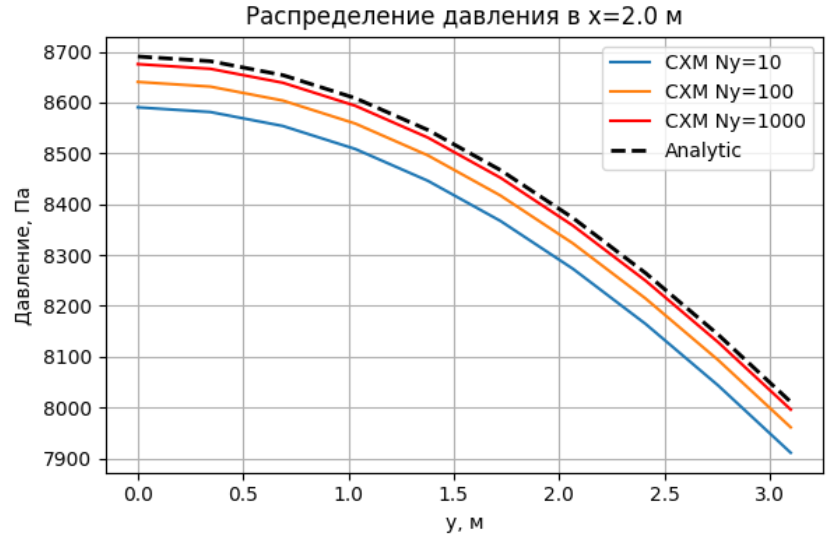 Распределение давления в x=2.0 м
Давление, Па
8700
8600
8500
8400
8300
8200
8100
8000
7900
СХМ Ny=10
СХМ Ny=100
СХМ Ny=1000
Analytic
0.0 0.5 1.0 1.5 2.0 2.5 3.0
у, м